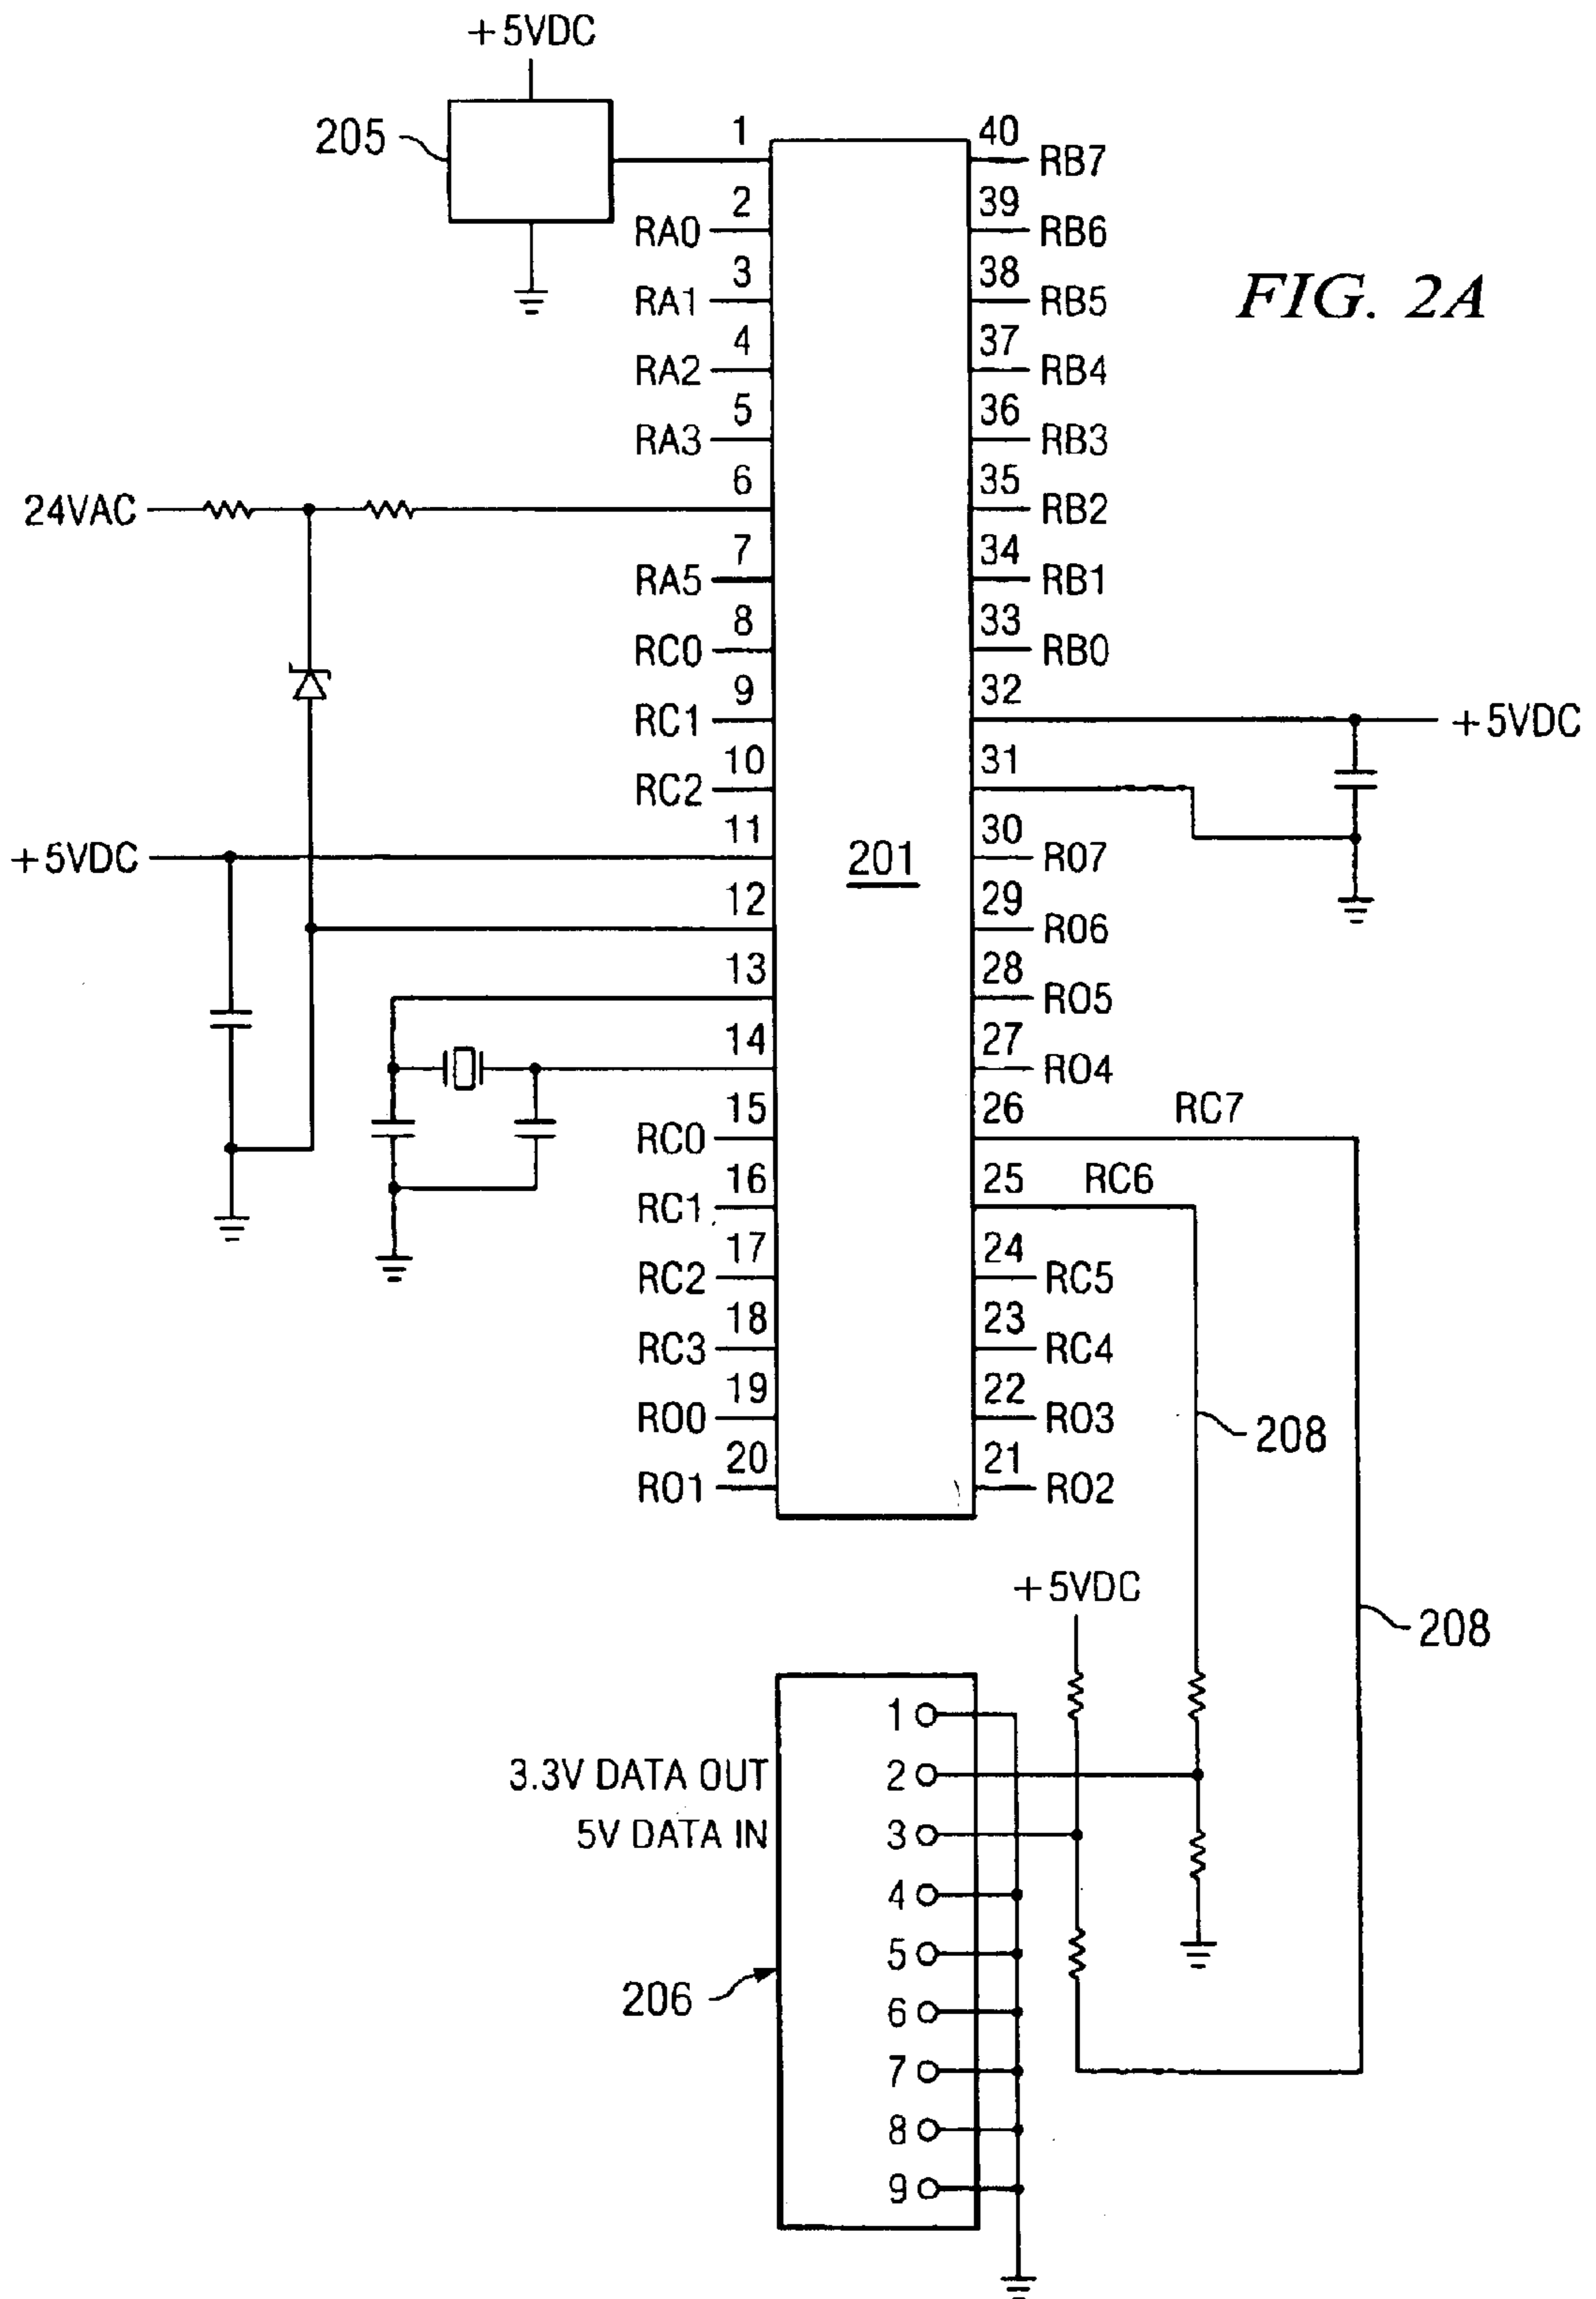 +5VDC
205
1 40 RB7
RA0 2 39 RB6
RA1 3 38 RB5
FIG. 2A
RA2 4 37 RB4
RA3 5 36 RB3
24VAC 6 35 RB2
RA5 7 34 RB1
RC0 8 33 RB0
RC1 9 32 +5VDC
RC2 10 31
+5VDC 11 201 30 R07
12 29 R06
13 28 R05
14 27 R04
RC0 15 26 RC7
RC1 16 25 RC6
RC2 17 24 RC5
RC3 18 23 RC4
R00 19 22 R03
208
R01 20 21 R02
+5VDC
208
1
3.3V DATA OUT 2
5V DATA IN 3
4
5
206
6
7
8
9